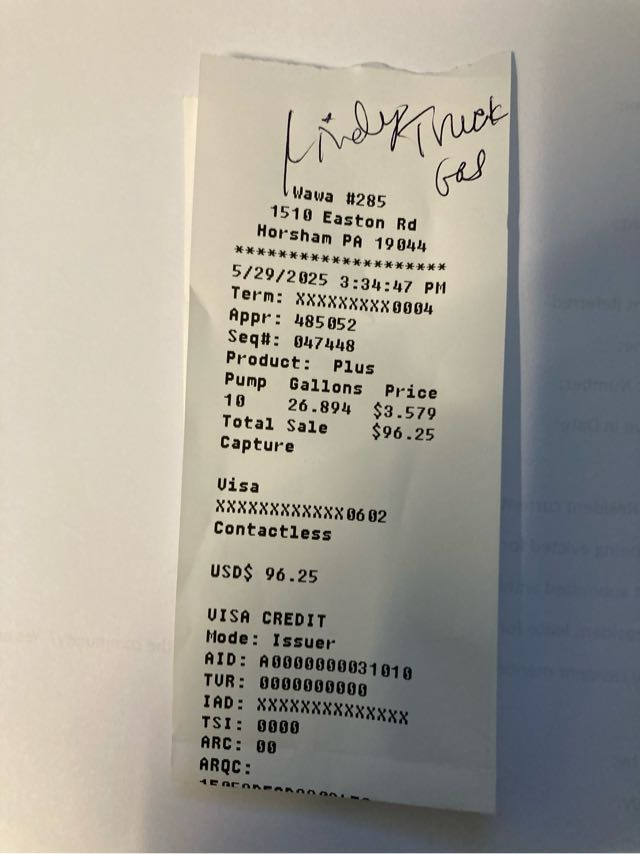 Truck
Gas
Wawa #285
1510 Easton Rd
Horsham PA 19044
********************
5/29/2025 3:34:47 PM
Term: XXXXXXXXX0004
Appr: 485052
Seq#: 047448
Product: Plus
Pump Gallons Price
10 26.894 $3.579
Total Sale $96.25
Capture
Visa
XXXXXXXXXXXX0602
Contactless
USD$ 96.25
VISA CREDIT
Mode: Issuer
AID: A0000000031010
TVR: 0000000000
IAD: XXXXXXXXXXXXXX
TSI: 0000
ARC: 00
ARQC: